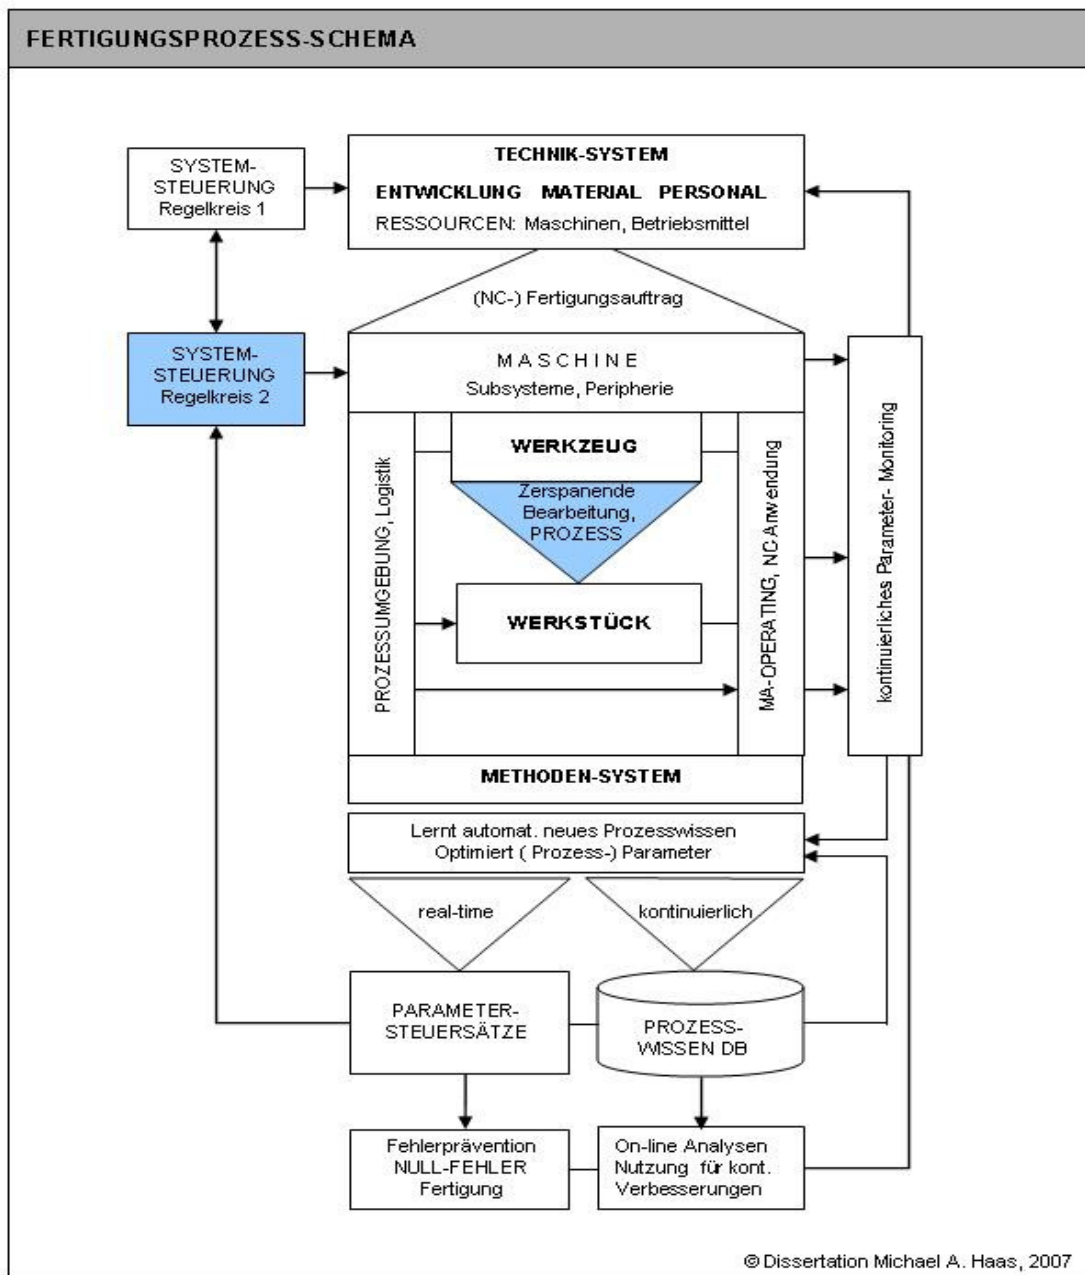 FERTIGUNGSPROZESS-SCHEMA
SYSTEM-
STEUERUNG
Regelkreis 1
TECHNIK-SYSTEM
ENTWICKLUNG MATERIAL PERSONAL
RESSOURCEN: Maschinen, Betriebsmittel
(NC-) Fertigungsauftrag
SYSTEM-
STEUERUNG
Regelkreis 2
MASCHINE
Subsysteme, Peripherie
PROZESSUMGEBUNG, Logistik
WERKZEUG
Zerspanende
Bearbeitung,
PROZESS
WERKSTÜCK
MA-OPERATING, NC Anwendung
kontinuierliches Parameter- Monitoring
METHODEN-SYSTEM
Lernt automat. neues Prozesswissen
Optimiert ( Prozess-) Parameter
real-time
kontinuierlich
PARAMETER-
STEUERSÄTZE
PROZESS-
WISSEN DB
Fehlerprävention
NULL-FEHLER
Fertigung
On-line Analysen
Nutzung für kont.
Verbesserungen
© Dissertation Michael A. Haas, 2007